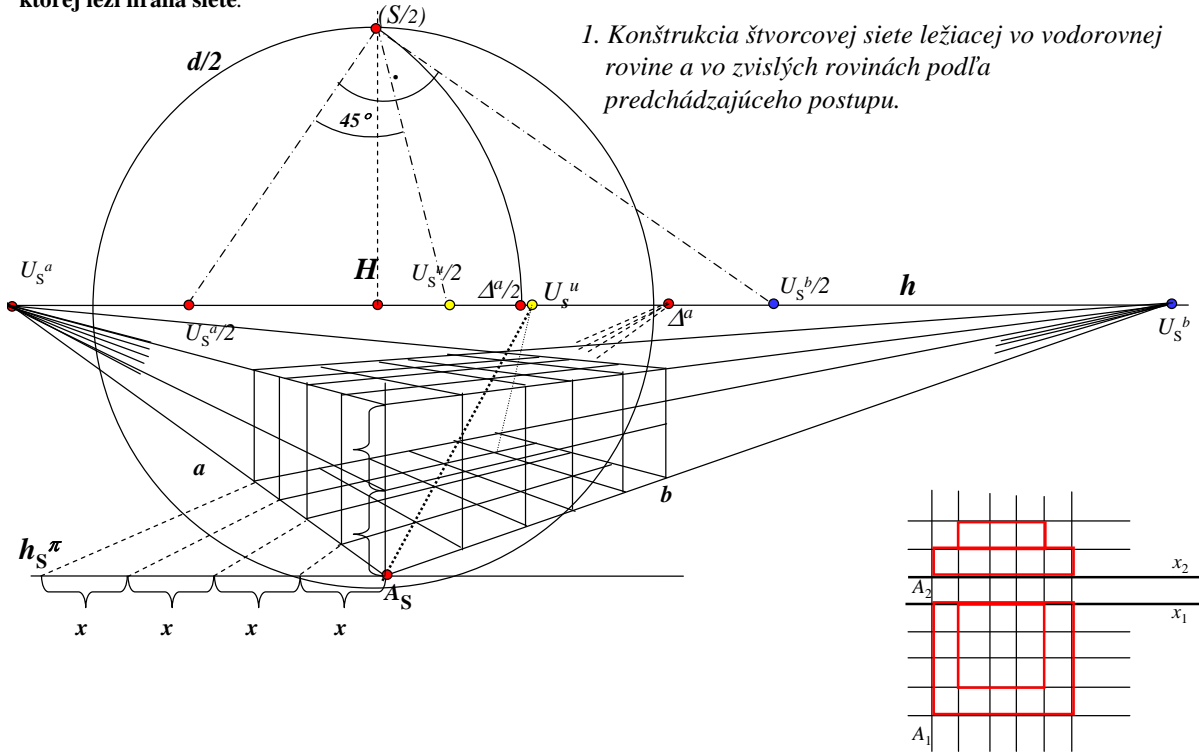 ktorej leží hrana siete.
(S/2)
1. Konštrukcia štvorcovej siete ležiacej vo vodorovnej
rovine a vo zvislých rovinách podľa
predchádzajúceho postupu.
d/2
45°
U_S^a
H
U_S^u/2
Δ^a/2
U_s^u
U_S^b/2
h
U_S^a/2
Δ^a
U_S^b
a
b
h_S^π
A_S
x x x x
x_2
A_2
x_1
A_1